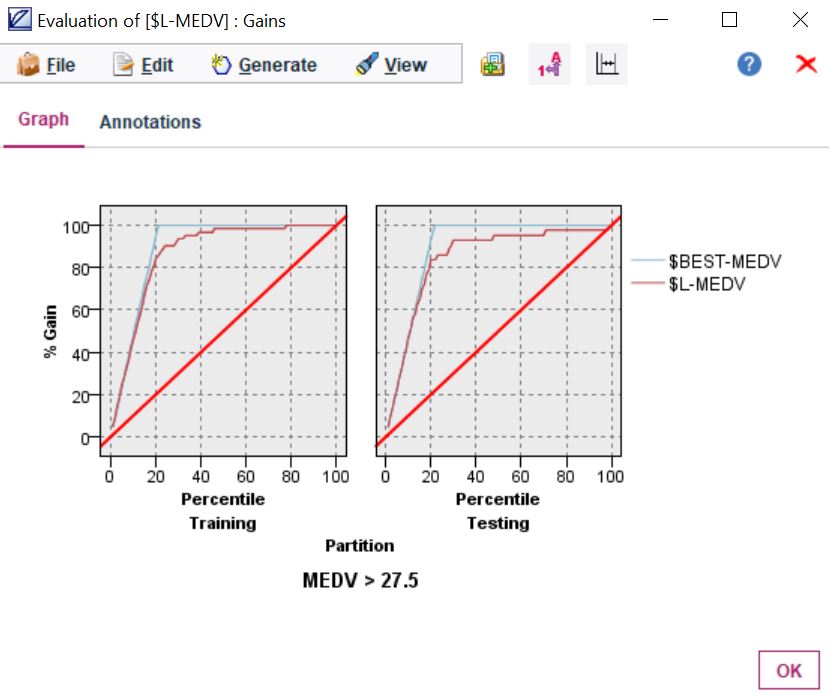 Evaluation of [$L-MEDV] : Gains
File Edit Generate View
1 A
?
Graph Annotations
% Gain
100
80
60
40
20
0
0 20 40 60 80 100 0 20 40 60 80 100
Percentile Percentile
Training Testing
$BEST-MEDV
$L-MEDV
Partition
MEDV > 27.5
OK